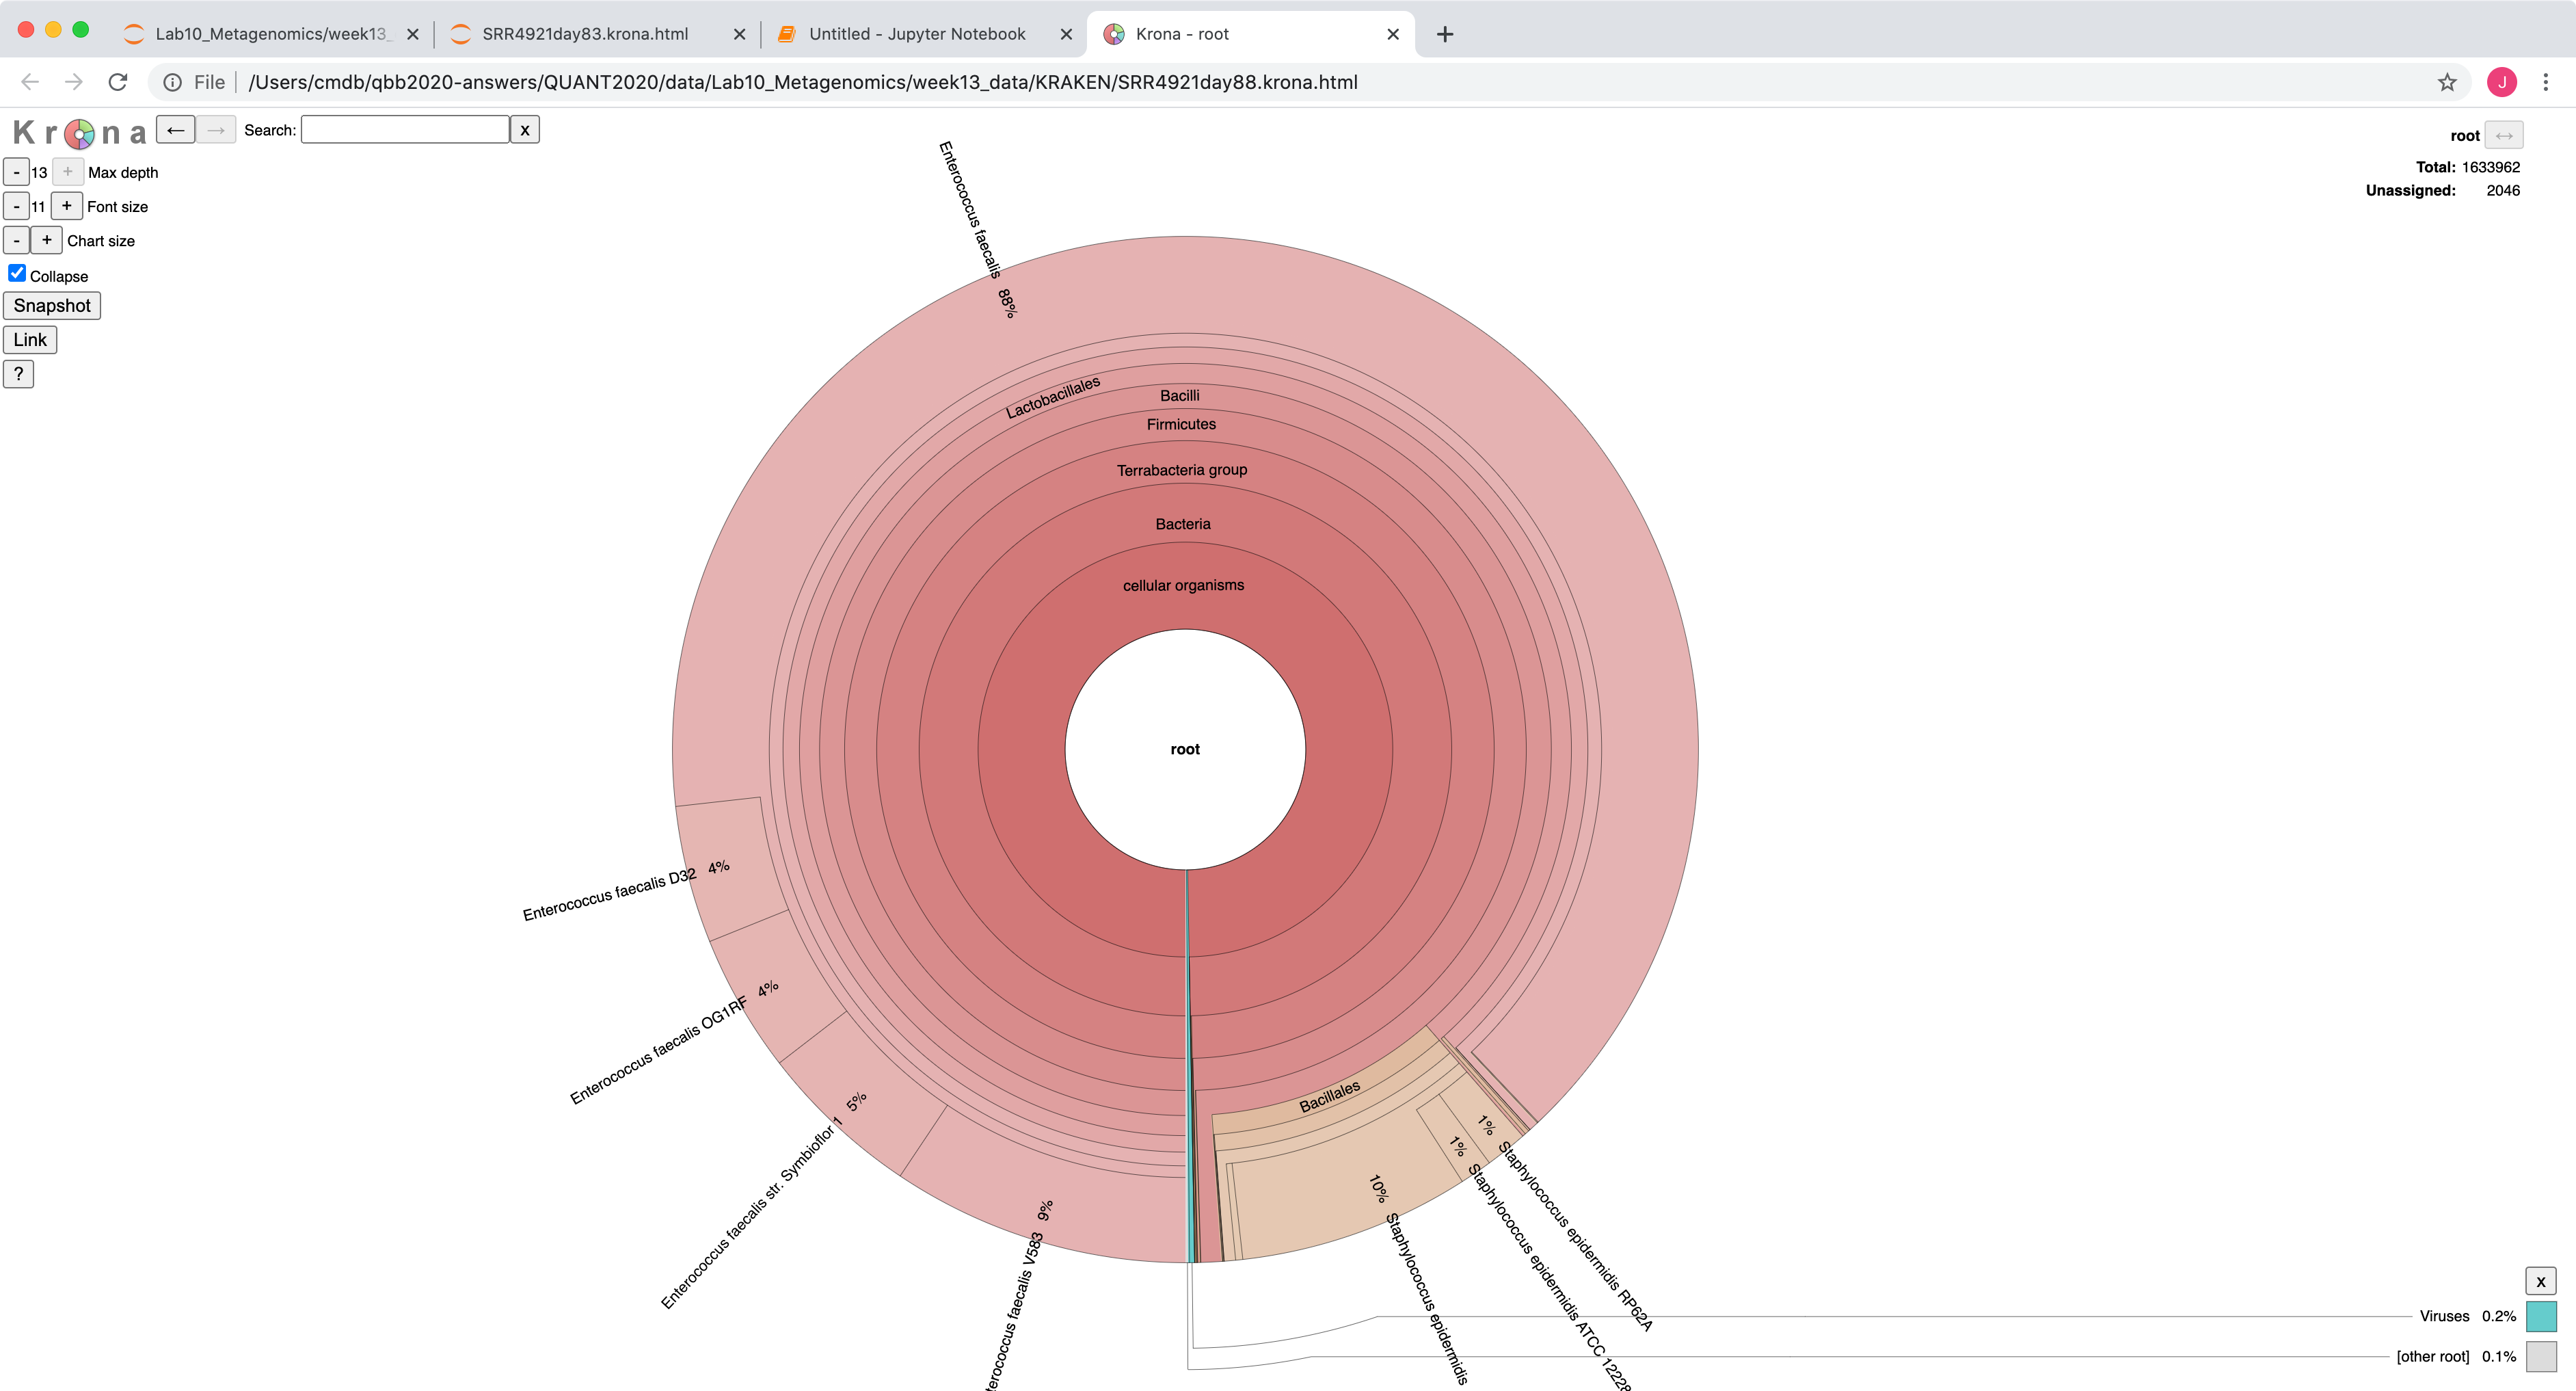 Lab10_Metagenomics/week13_
SRR4921day83.krona.html
Untitled - Jupyter Notebook
Krona - root
File
/Users/cmdb/qbb2020-answers/QUANT2020/data/Lab10_Metagenomics/week13_data/KRAKEN/SRR4921day88.krona.html
J
Krona
← → Search: x
root ↔
- 13 + Max depth
Total: 1633962
- 11 + Font size
Unassigned: 2046
- + Chart size
Collapse
Snapshot
Link
?
Enterococcus faecalis 88%
Lactobacillales
Bacilli
Firmicutes
Terrabacteria group
Bacteria
cellular organisms
root
Enterococcus faecalis D32 4%
Enterococcus faecalis OG1RF 4%
Enterococcus faecalis str. Symbioflor 1 5%
terococcus faecalis V583 9%
Bacillales
10% Staphylococcus epidermidis
1% Staphylococcus epidermidis ATCC 12228
1% Staphylococcus epidermidis RP62A
x
Viruses 0.2%
[other root] 0.1%